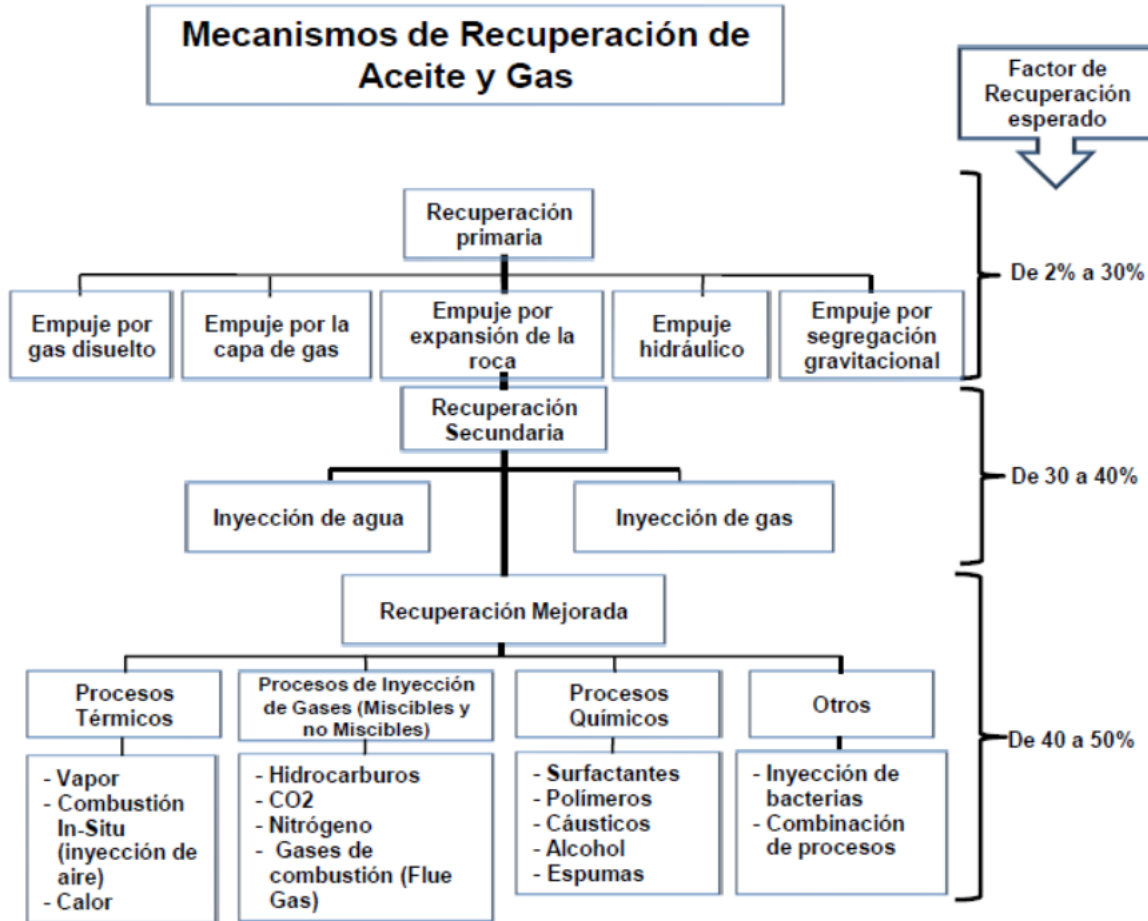 Mecanismos de Recuperación de
Aceite y Gas
Factor de
Recuperación
esperado
Recuperación
primaria
De 2% a 30%
Empuje por
gas disuelto
Empuje por la
capa de gas
Empuje por
expansión de la
roca
Empuje
hidráulico
Empuje por
segregación
gravitacional
Recuperación
Secundaria
De 30 a 40%
Inyección de agua
Inyección de gas
Recuperación Mejorada
Procesos
Térmicos
Procesos de Inyección
de Gases (Miscibles y
no Miscibles)
Procesos
Químicos
Otros
De 40 a 50%
- Vapor
- Combustión
In-Situ
(inyección de
aire)
- Calor
- Hidrocarburos
- CO2
- Nitrógeno
- Gases de
combustión (Flue
Gas)
- Surfactantes
- Polímeros
- Cáusticos
- Alcohol
- Espumas
- Inyección de
bacterias
- Combinación
de procesos